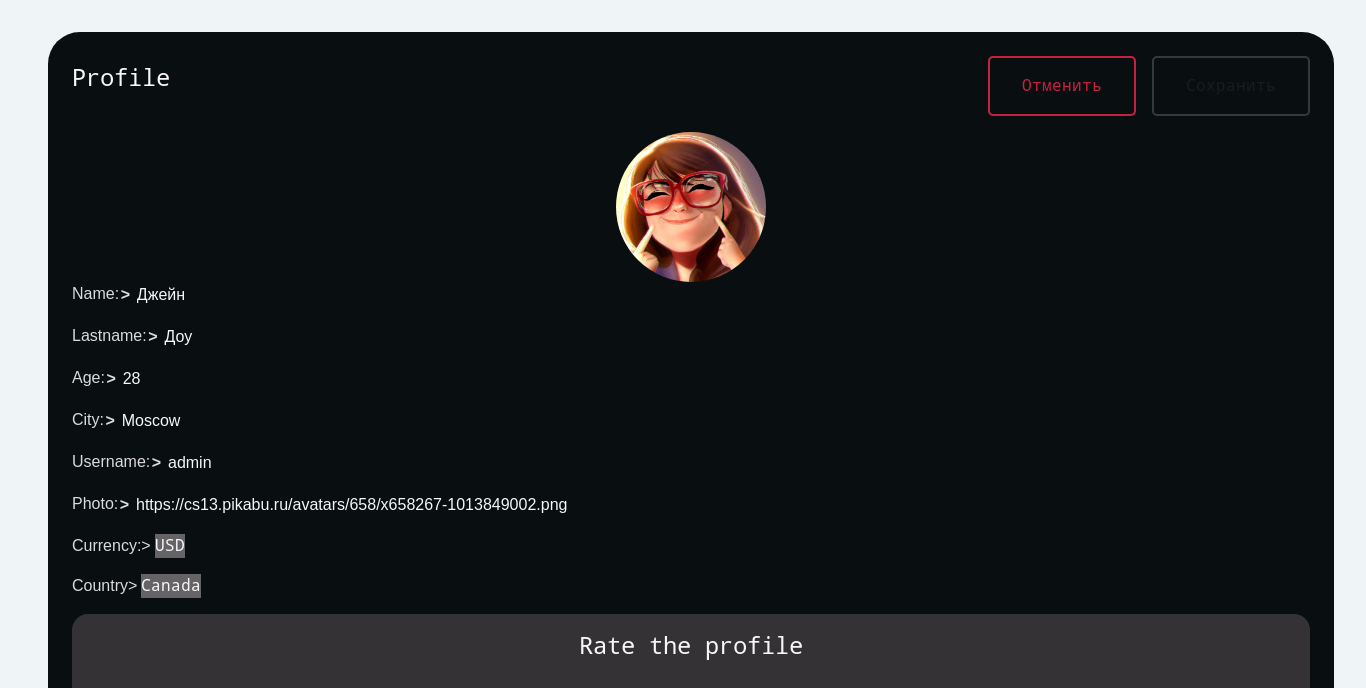 Profile
Отменить
Сохранить
Name:> Джейн
Lastname:> Доу
Age:> 28
City:> Moscow
Username:> admin
Photo:> https://cs13.pikabu.ru/avatars/658/x658267-1013849002.png
Currency:> USD
Country> Canada
Rate the profile